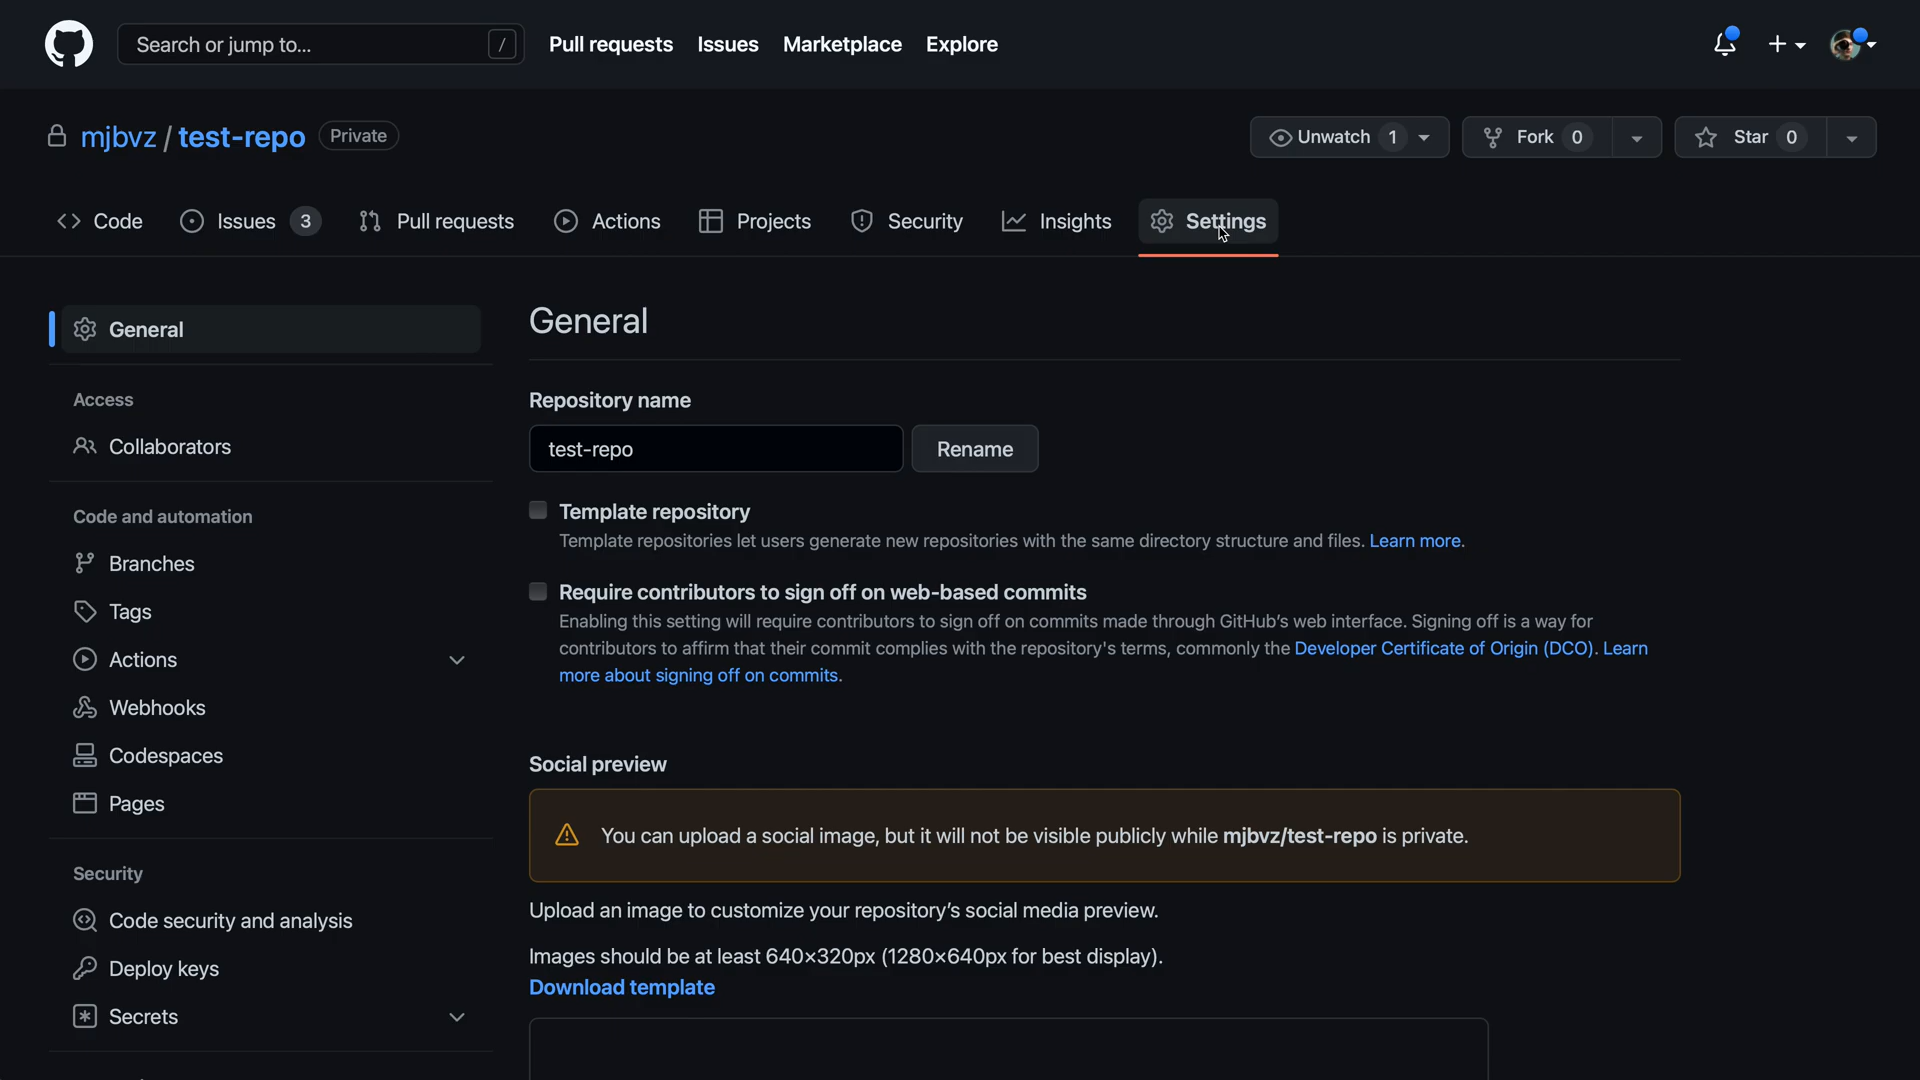 Search or jump to... /
Pull requests Issues Marketplace Explore
mjbvz / test-repo Private
Unwatch 1 Fork 0 Star 0
Code Issues 3 Pull requests Actions Projects Security Insights Settings
General
Access
Collaborators
Code and automation
Branches
Tags
Actions
Webhooks
Codespaces
Pages
Security
Code security and analysis
Deploy keys
Secrets
General
Repository name
test-repo Rename
Template repository
Template repositories let users generate new repositories with the same directory structure and files. Learn more.
Require contributors to sign off on web-based commits
Enabling this setting will require contributors to sign off on commits made through GitHub's web interface. Signing off is a way for
contributors to affirm that their commit complies with the repository's terms, commonly the Developer Certificate of Origin (DCO). Learn
more about signing off on commits.
Social preview
You can upload a social image, but it will not be visible publicly while mjbvz/test-repo is private.
Upload an image to customize your repository's social media preview.
Images should be at least 640×320px (1280×640px for best display).
Download template